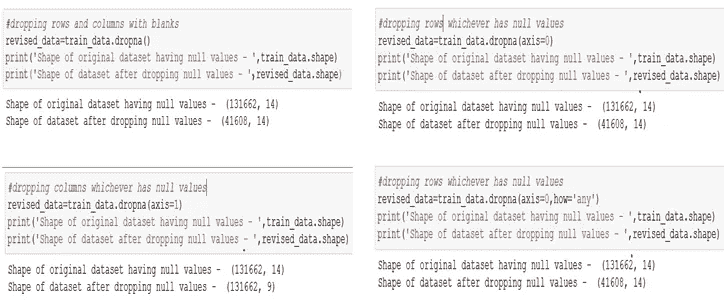 #dropping rows and columns with blanks
revised_data=train_data.dropna()
print('Shape of original dataset having null values - ',train_data.shape)
print('Shape of dataset after dropping null values - ',revised_data.shape)
Shape of original dataset having null values -  (131662, 14)
Shape of dataset after dropping null values -  (41608, 14)
#dropping rows whichever has null values
revised_data=train_data.dropna(axis=0)
print('Shape of original dataset having null values - ',train_data.shape)
print('Shape of dataset after dropping null values - ',revised_data.shape)
Shape of original dataset having null values -  (131662, 14)
Shape of dataset after dropping null values -  (41608, 14)
#dropping columns whichever has null values
revised_data=train_data.dropna(axis=1)
print('Shape of original dataset having null values - ',train_data.shape)
print('Shape of dataset after dropping null values - ',revised_data.shape)
Shape of original dataset having null values -  (131662, 14)
Shape of dataset after dropping null values -  (131662, 9)
#dropping rows whichever has null values
revised_data=train_data.dropna(axis=0,how='any')
print('Shape of original dataset having null values - ',train_data.shape)
print('Shape of dataset after dropping null values - ',revised_data.shape)
Shape of original dataset having null values -  (131662, 14)
Shape of dataset after dropping null values -  (41608, 14)